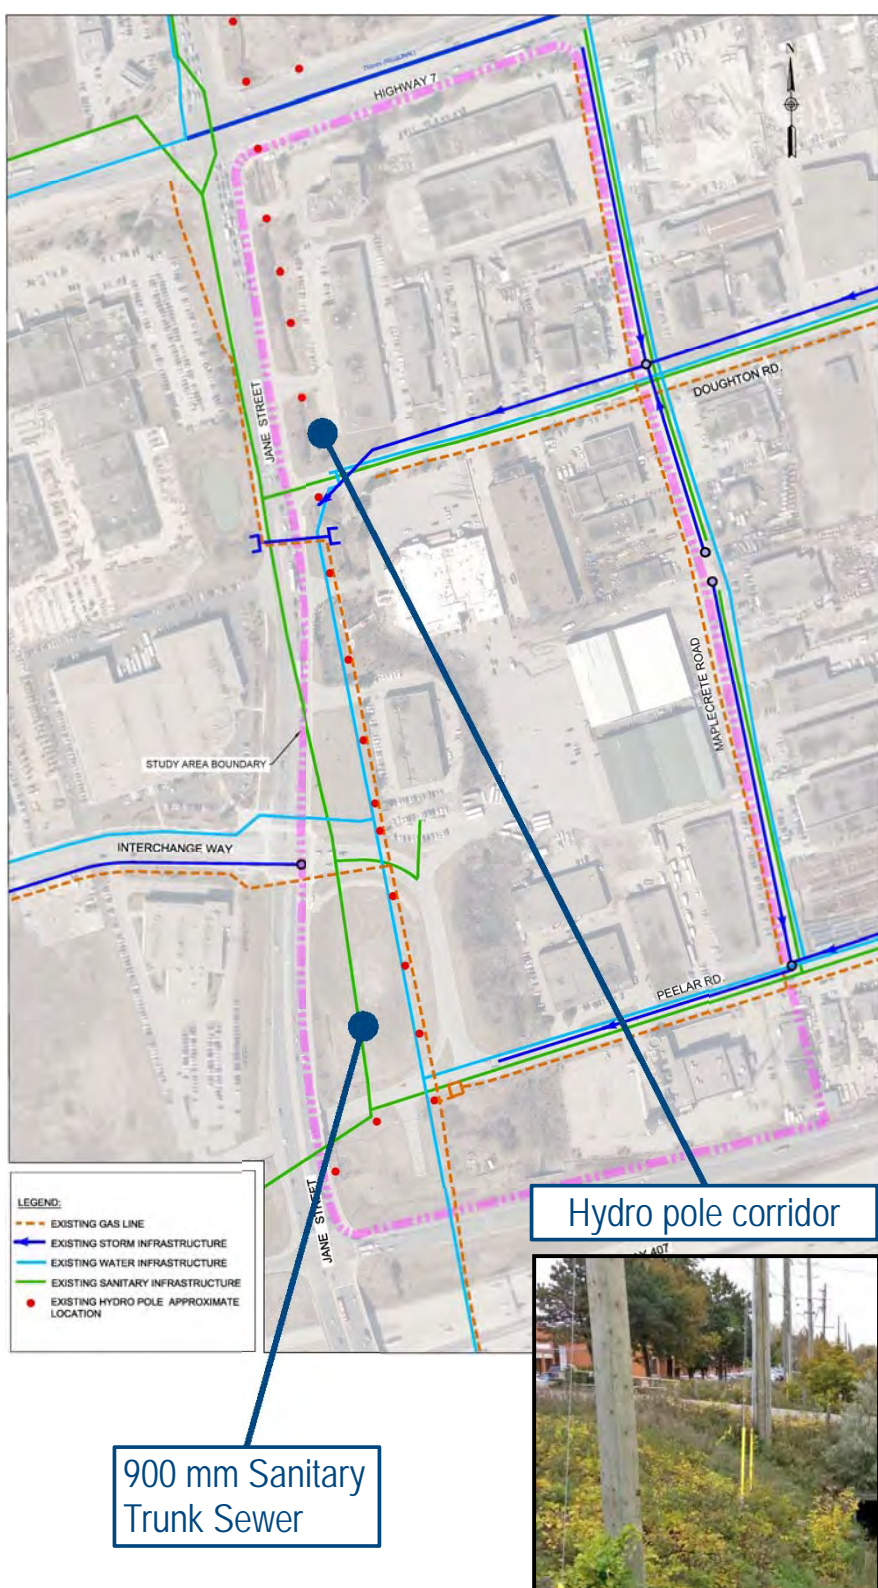 N
HIGHWAY 7
JANE STREET
DOUGHTON RD.
MAPLECRETE ROAD
STUDY AREA BOUNDARY
INTERCHANGE WAY
PEELAR RD.
JANE STREET
407
LEGEND:
EXISTING GAS LINE
EXISTING STORM INFRASTRUCTURE
EXISTING WATER INFRASTRUCTURE
EXISTING SANITARY INFRASTRUCTURE
EXISTING HYDRO POLE APPROXIMATE
LOCATION
Hydro pole corridor
900 mm Sanitary
Trunk Sewer